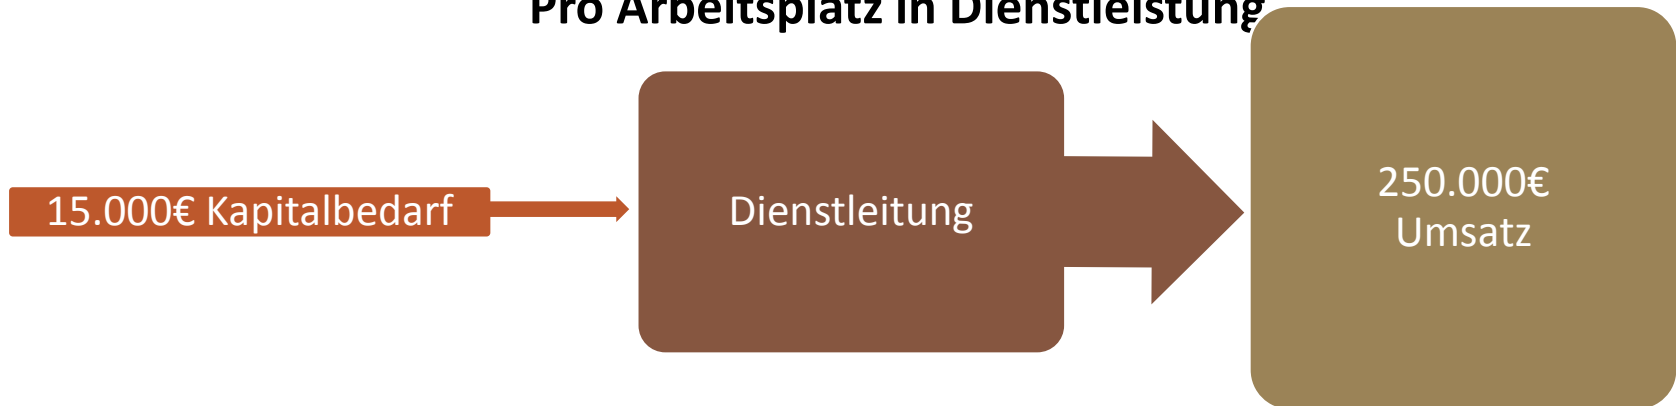 Pro Arbeitsplatz in Dienstleistung
15.000€ Kapitalbedarf
Dienstleitung
250.000€
Umsatz